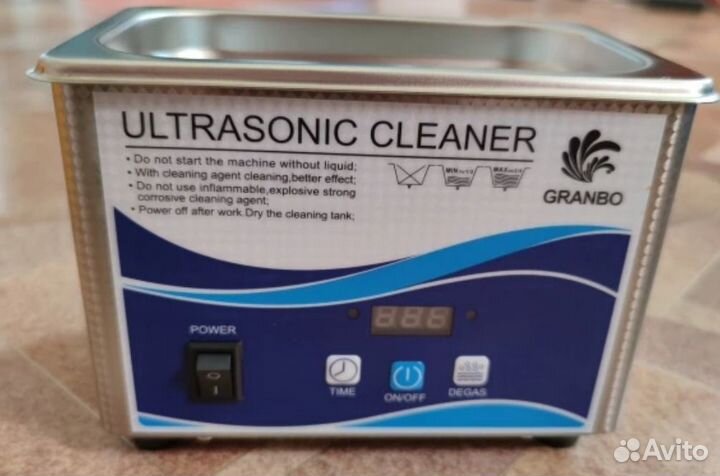 ULTRASONIC CLEANER
• Do not start the machine without liquid;
• With cleaning agent cleaning,better effect;
• Do not use inflammable,explosive strong
corrosive cleaning agent;
• Power off after work.Dry the cleaning tank;
MIN MAX
GRANBO
POWER
TIME ON/OFF DEGAS
Avito